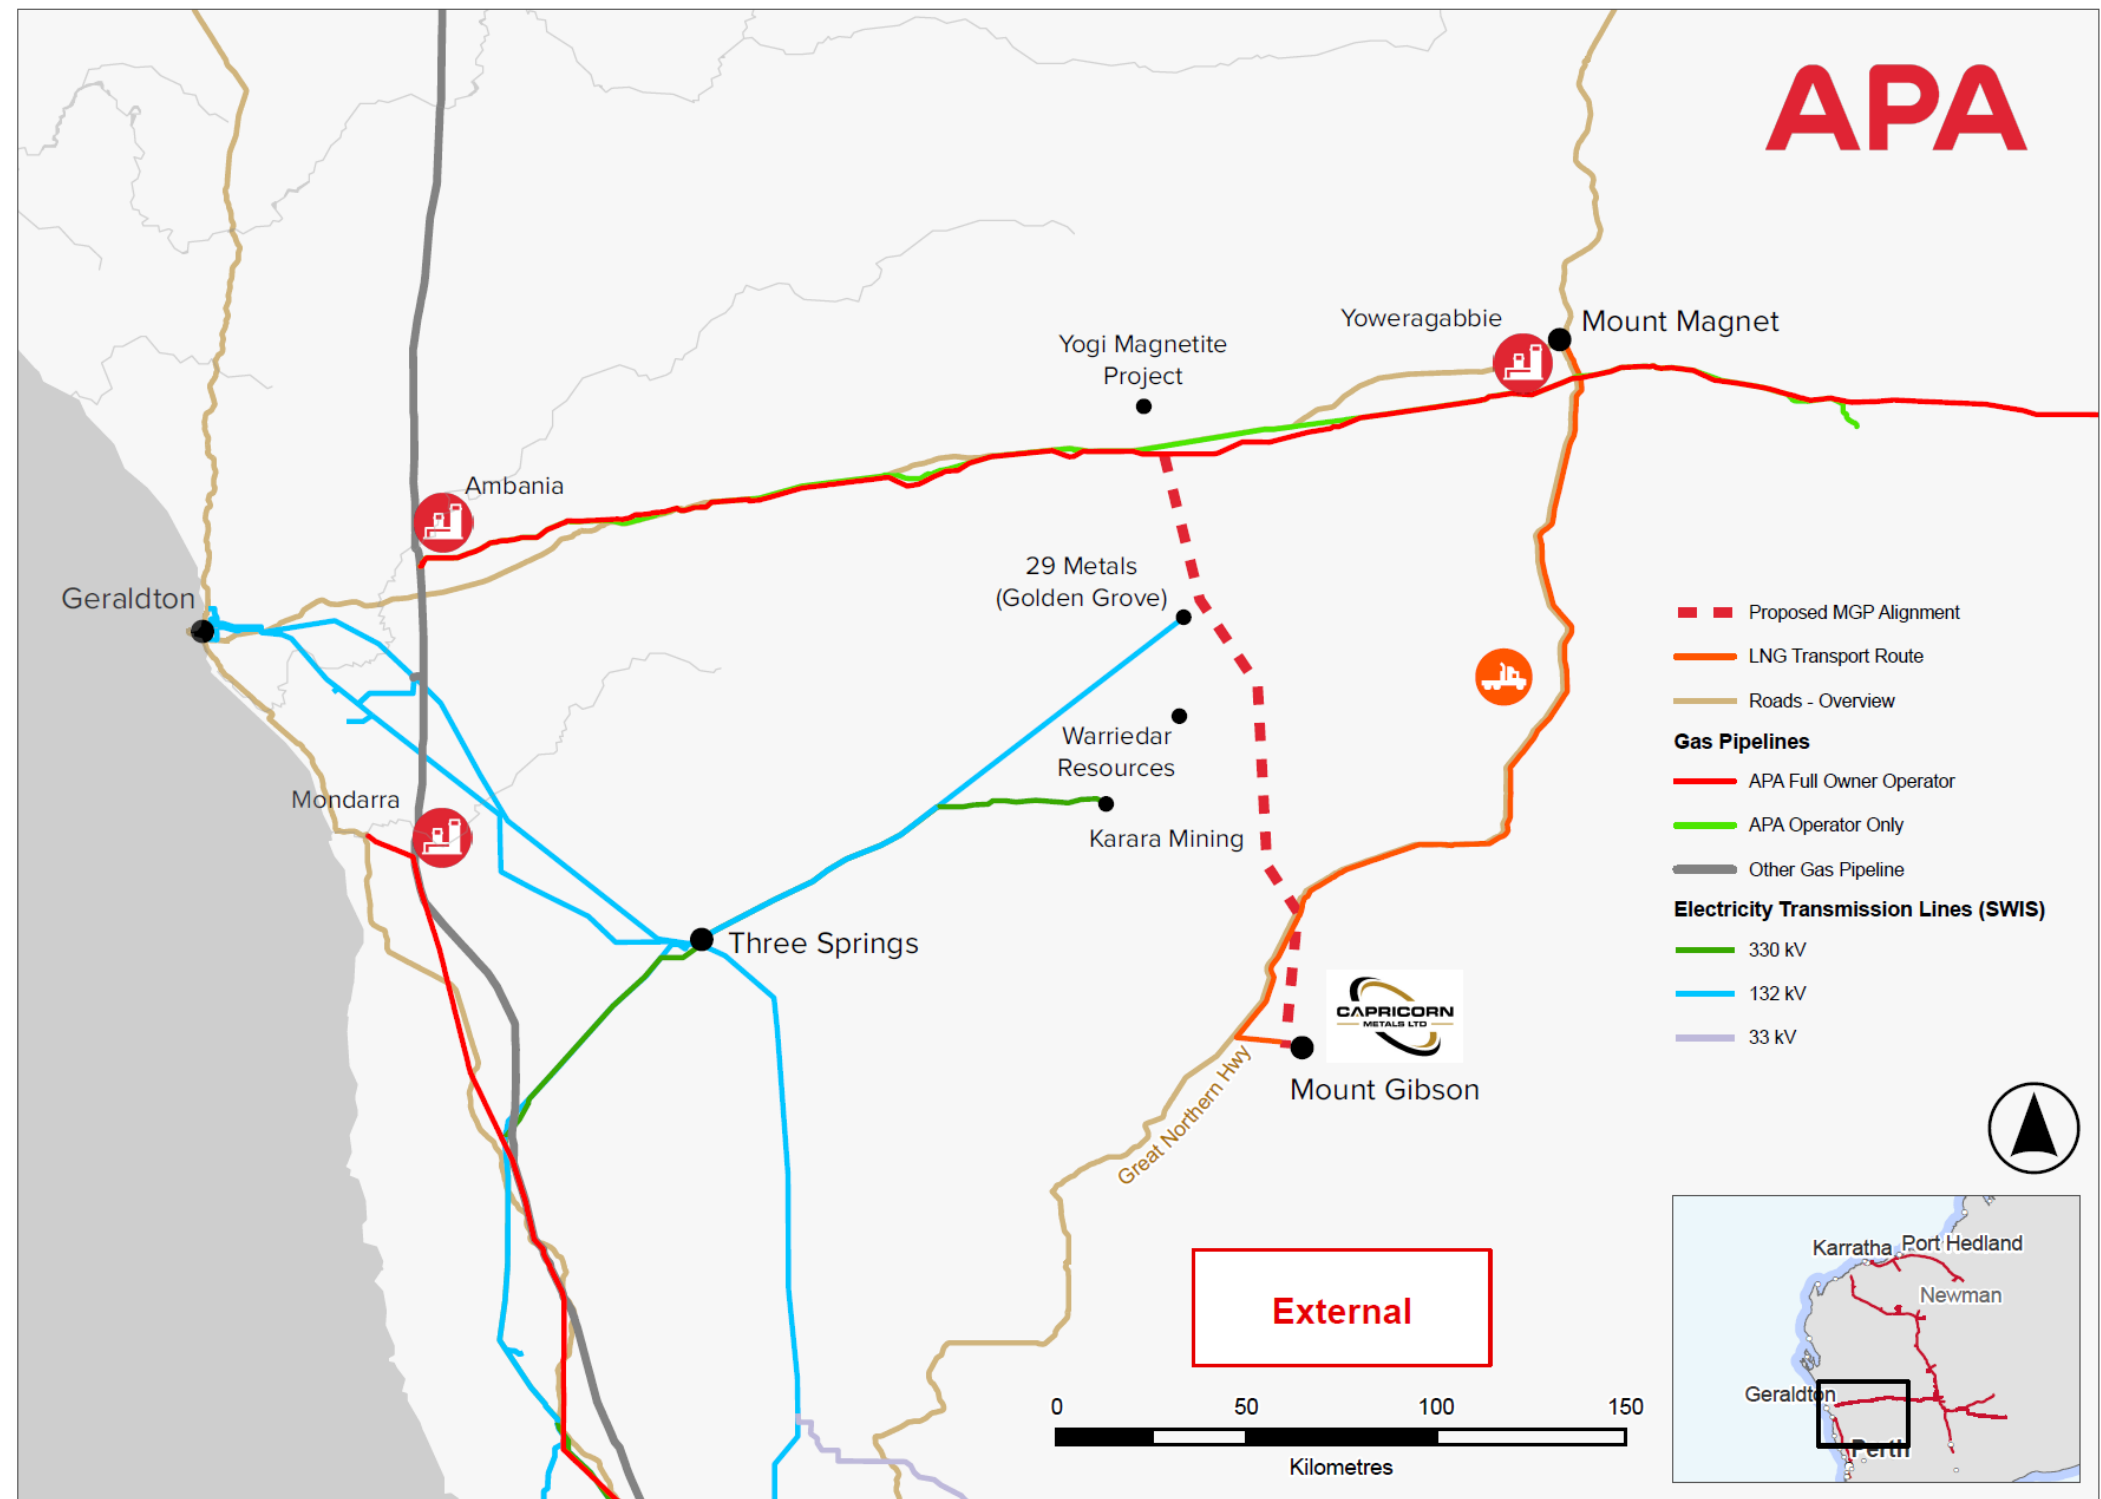 APA
Yoweragabbie
Mount Magnet
Yogi Magnetite
Project
Ambania
29 Metals
(Golden Grove)
Geraldton
Warriedar
Resources
Mondarra
Karara Mining
Three Springs
CAPRICORN
METALS LTD
Mount Gibson
Great Northern Hwy
Proposed MGP Alignment
LNG Transport Route
Roads - Overview
Gas Pipelines
APA Full Owner Operator
APA Operator Only
Other Gas Pipeline
Electricity Transmission Lines (SWIS)
330 kV
132 kV
33 kV
External
0 50 100 150
Kilometres
Karratha Port Hedland
Newman
Geraldton
Perth